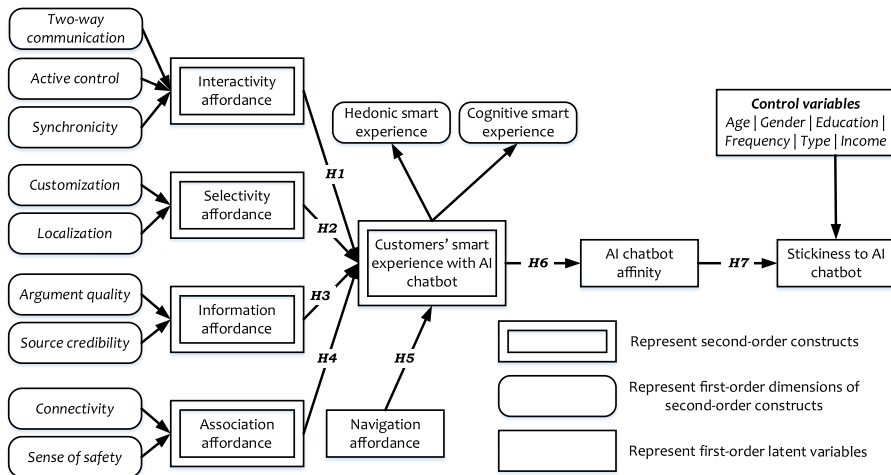 Two-way
communication
Active control
Synchronicity
Interactivity
affordance
Customization
Localization
Selectivity
affordance
Argument quality
Source credibility
Information
affordance
Connectivity
Sense of safety
Association
affordance
H1
H2
H3
H4
H5
Navigation
affordance
Hedonic smart
experience
Cognitive smart
experience
Customers' smart
experience with AI
chatbot
H6
AI chatbot
affinity
H7
Stickiness to AI
chatbot
Control variables
Age | Gender | Education |
Frequency | Type | Income
Represent second-order constructs
Represent first-order dimensions of
second-order constructs
Represent first-order latent variables